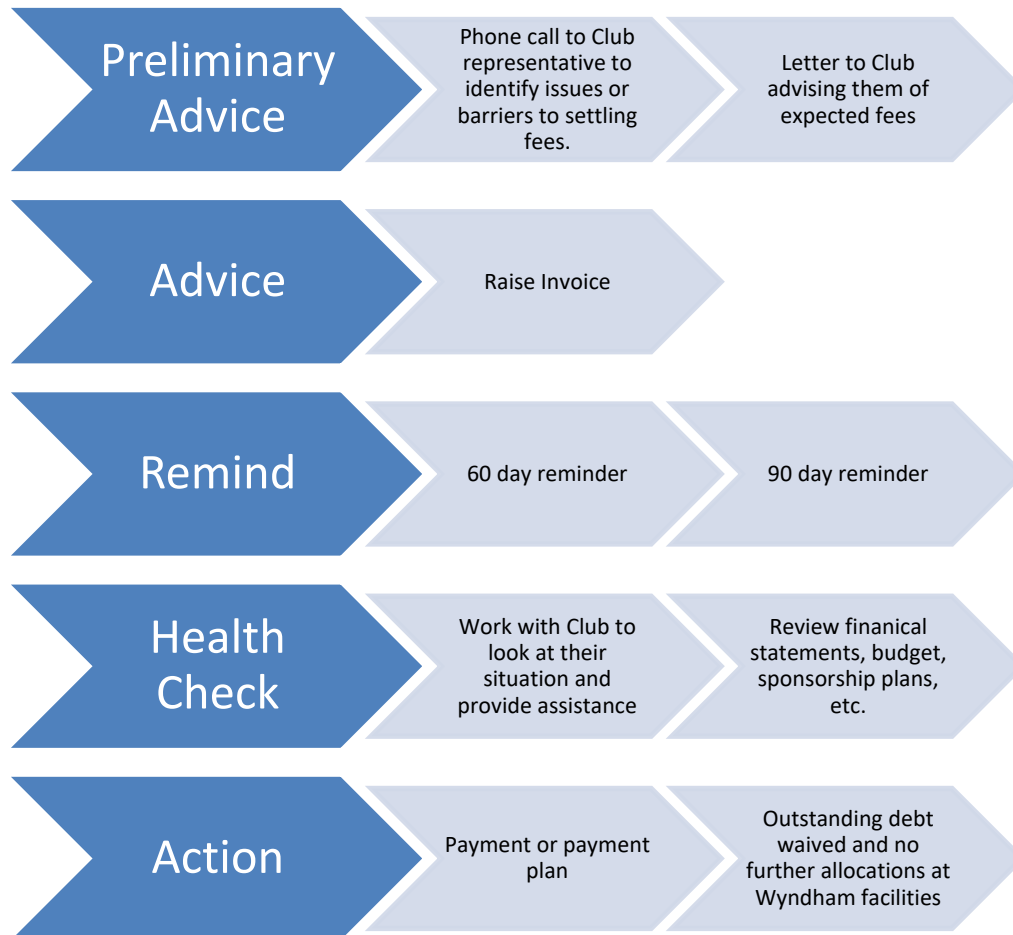 Preliminary
Advice
Phone call to Club
representative to
identify issues or
barriers to settling
fees.
Letter to Club
advising them of
expected fees
Advice
Raise Invoice
Remind
60 day reminder
90 day reminder
Health
Check
Work with Club to
look at their
situation and
provide assistance
Review finanical
statements, budget,
sponsorship plans,
etc.
Action
Payment or payment
plan
Outstanding debt
waived and no
further allocations at
Wyndham facilities